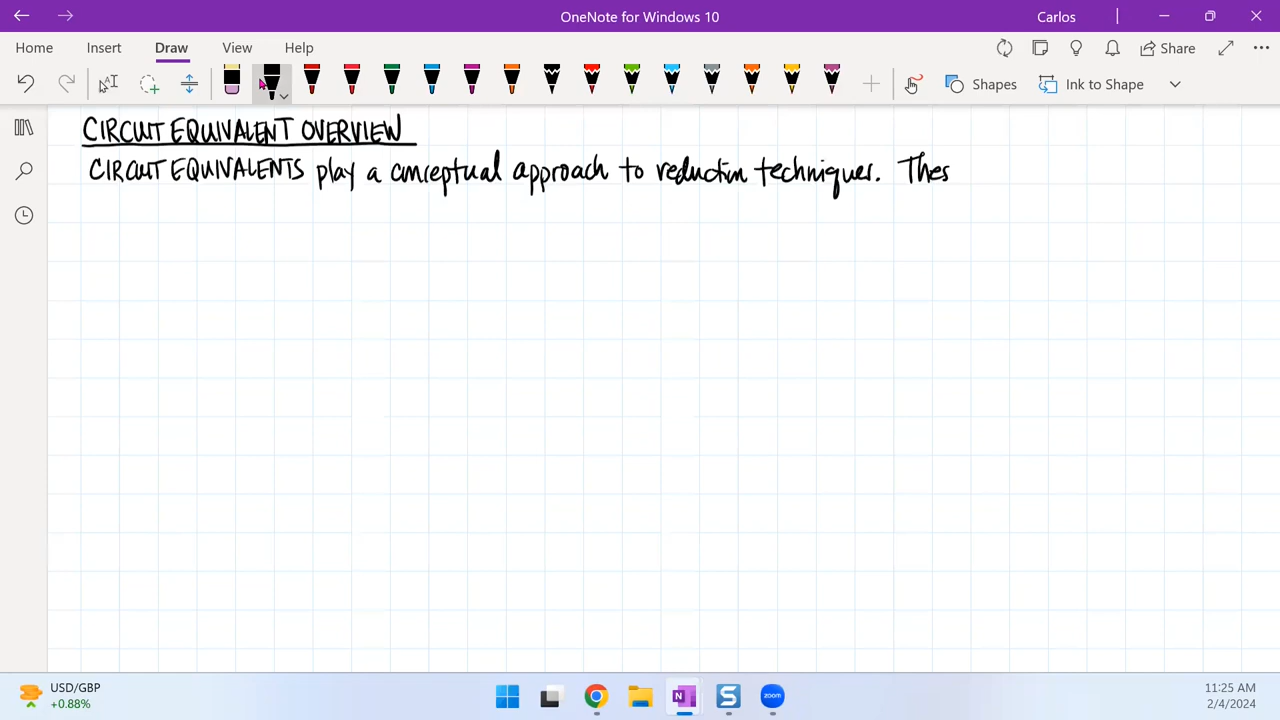 OneNote for Windows 10
Carlos
Home
Insert
Draw
View
Help
Share
Shapes
Ink to Shape
CIRCUIT EQUIVALENT OVERVIEW
CIRCUIT EQUIVALENTS play a conceptual approach to reduction techniques. Thes
USD/GBP
+0.88%
zoom
11:25 AM
2/4/2024